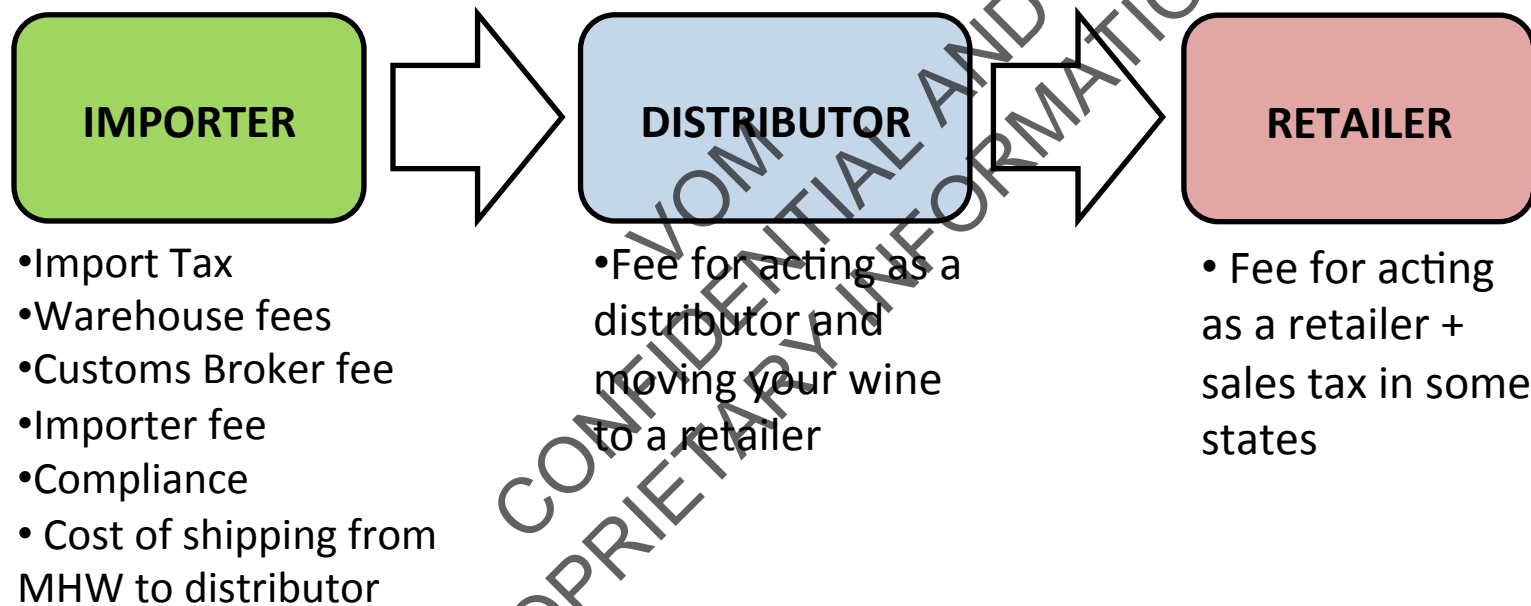 IMPORTER
DISTRIBUTOR
RETAILER
•Import Tax
•Warehouse fees
•Customs Broker fee
•Importer fee
•Compliance
• Cost of shipping from
MHW to distributor
•Fee for acting as a
distributor and
moving your wine
to a retailer
• Fee for acting
as a retailer +
sales tax in some
states
VOM
CONFIDENTIAL AND